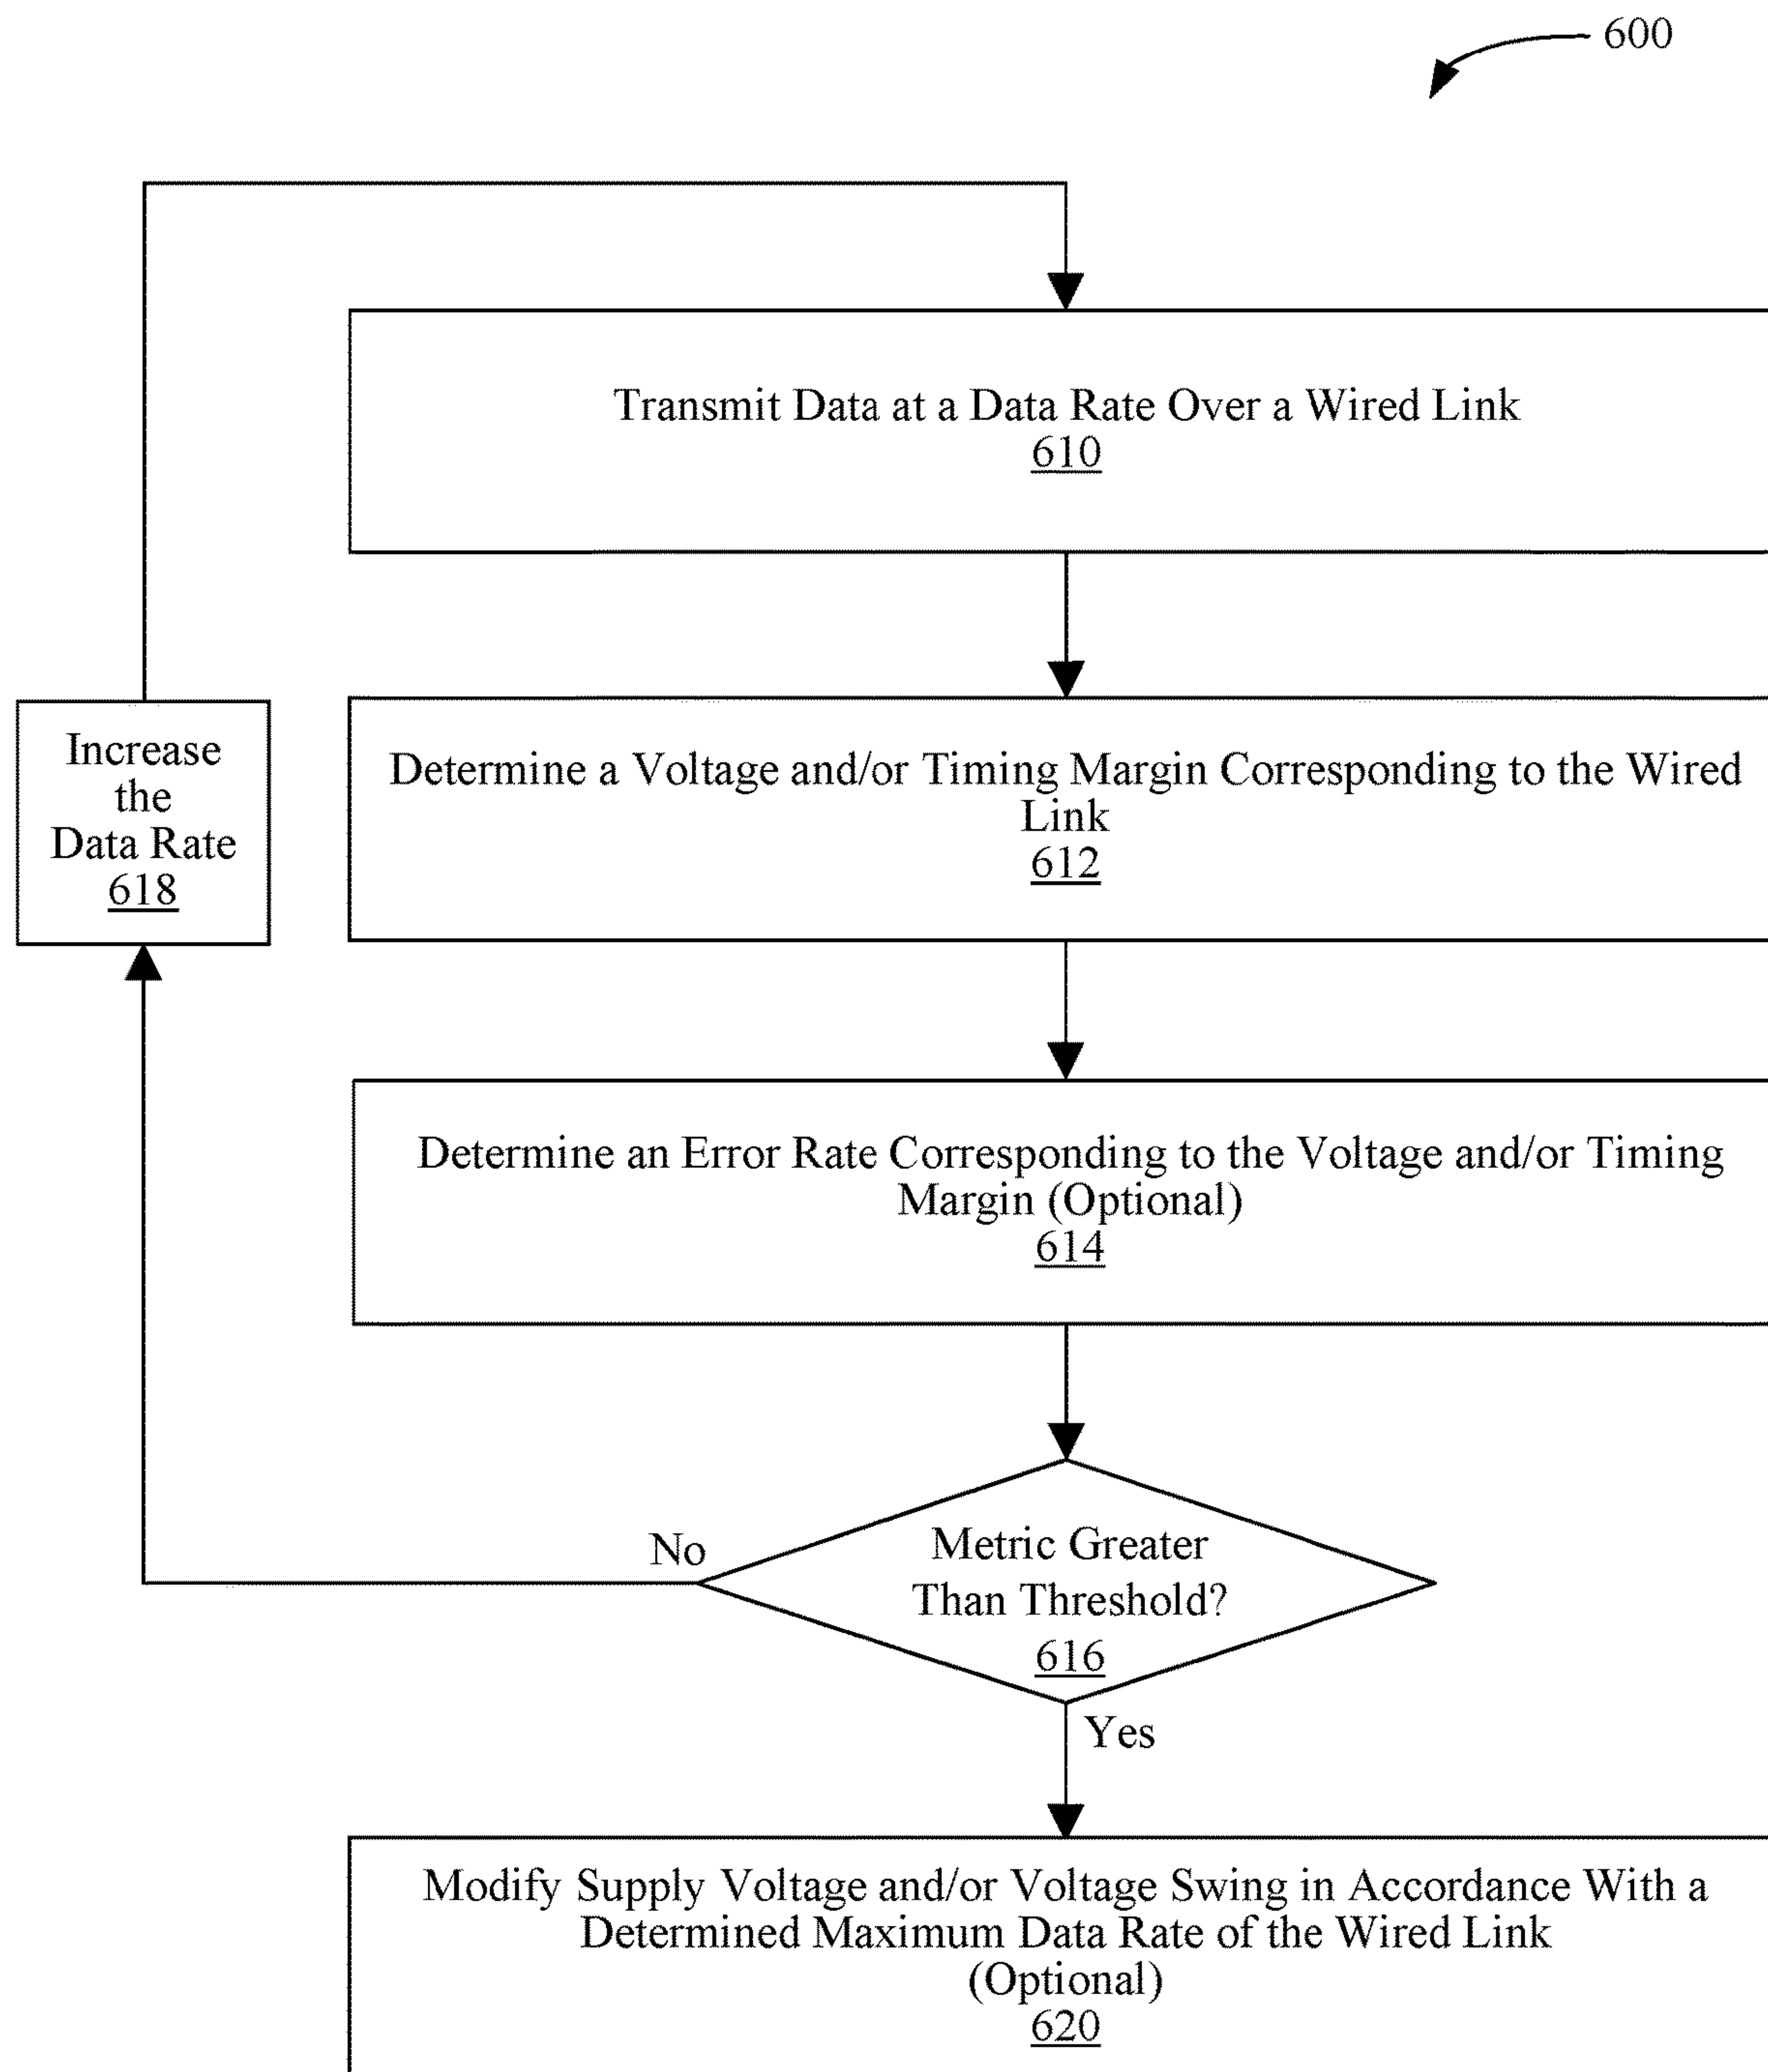 600
Transmit Data at a Data Rate Over a Wired Link
610
Increase
the
Data Rate
618
Determine a Voltage and/or Timing Margin Corresponding to the Wired
Link
612
Determine an Error Rate Corresponding to the Voltage and/or Timing
Margin (Optional)
614
No
Metric Greater
Than Threshold?
616
Yes
Modify Supply Voltage and/or Voltage Swing in Accordance With a
Determined Maximum Data Rate of the Wired Link
(Optional)
620